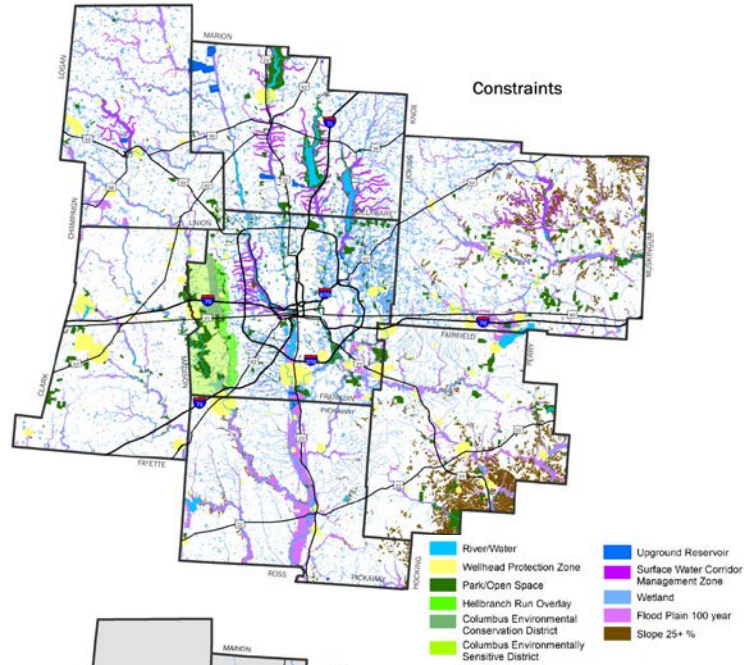 MARION
LOGAN
Constraints
KNOX
LICKING
CHAMPAIGN
UNION
DELAWARE
MUSKINGUM
MADISON
FAIRFIELD
PERRY
CLARK
FRANKLIN
PICKAWAY
FAYETTE
ROSS
PICKAWAY
HOCKING
River/Water
Wellhead Protection Zone
Park/Open Space
Hellbranch Run Overlay
Columbus Environmental
Conservation District
Columbus Environmentally
Sensitive District
Upground Reservoir
Surface Water Corridor
Management Zone
Wetland
Flood Plain 100 year
Slope 25+ %
MARION